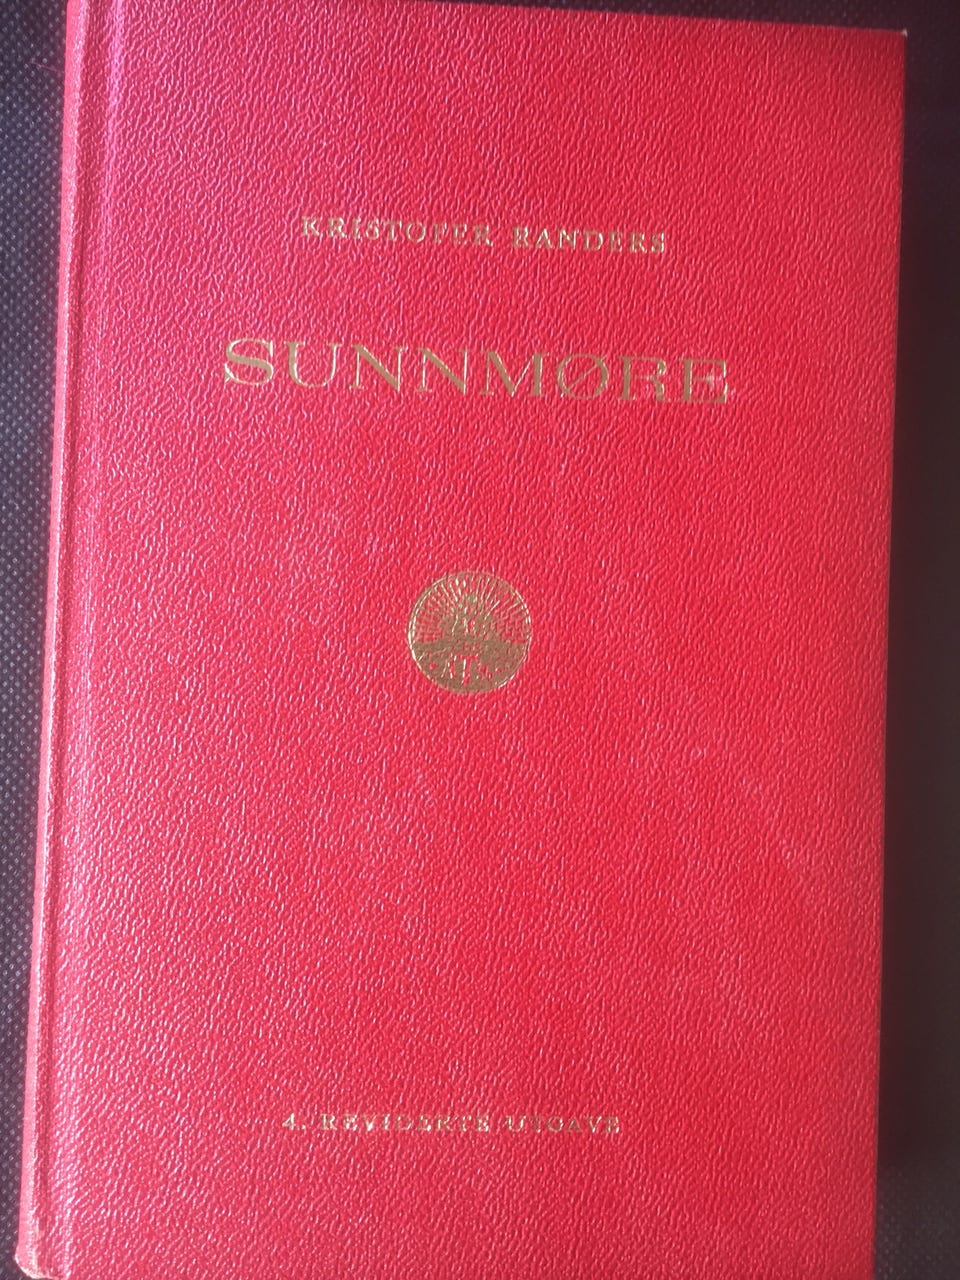 KRISTOFER RANDERS
SUNNMØRE
4. REVIDERTE UTGAVE